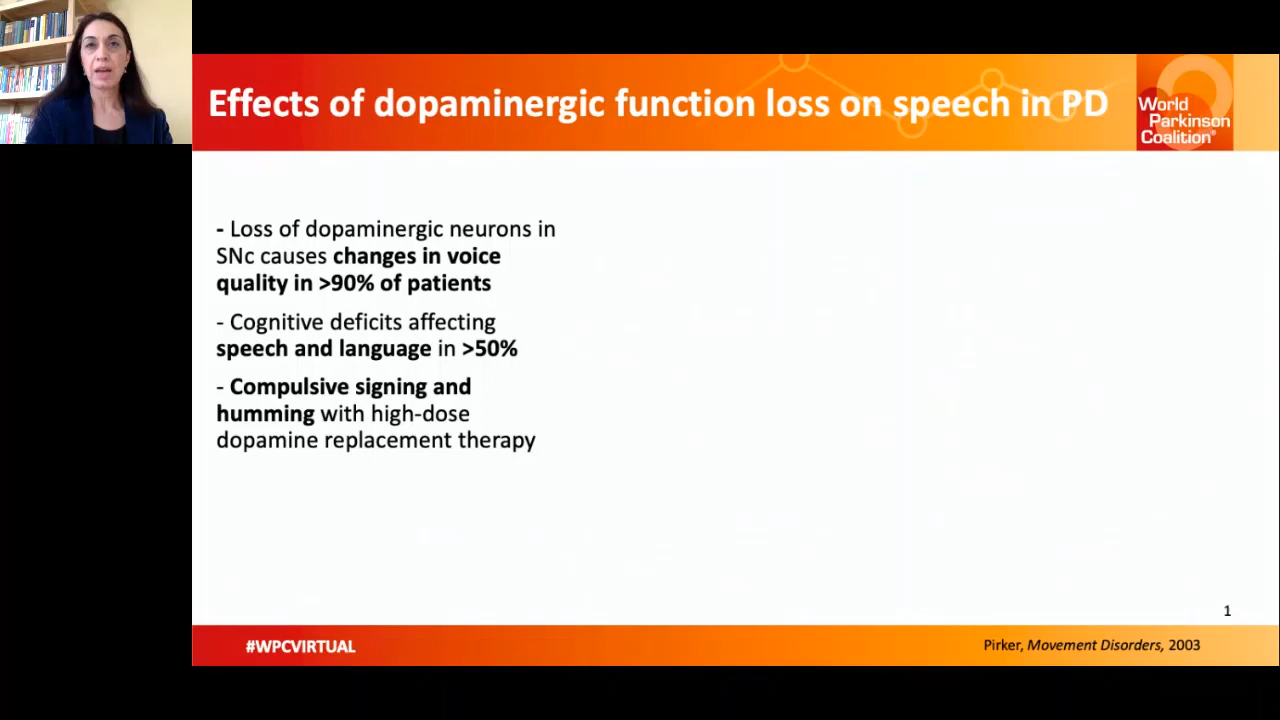 Effects of dopaminergic function loss on speech in PD
World
Parkinson
Coalition®
- Loss of dopaminergic neurons in
SNc causes changes in voice
quality in >90% of patients
- Cognitive deficits affecting
speech and language in >50%
- Compulsive signing and
humming with high-dose
dopamine replacement therapy
1
#WPCVIRTUAL
Pirker, Movement Disorders, 2003